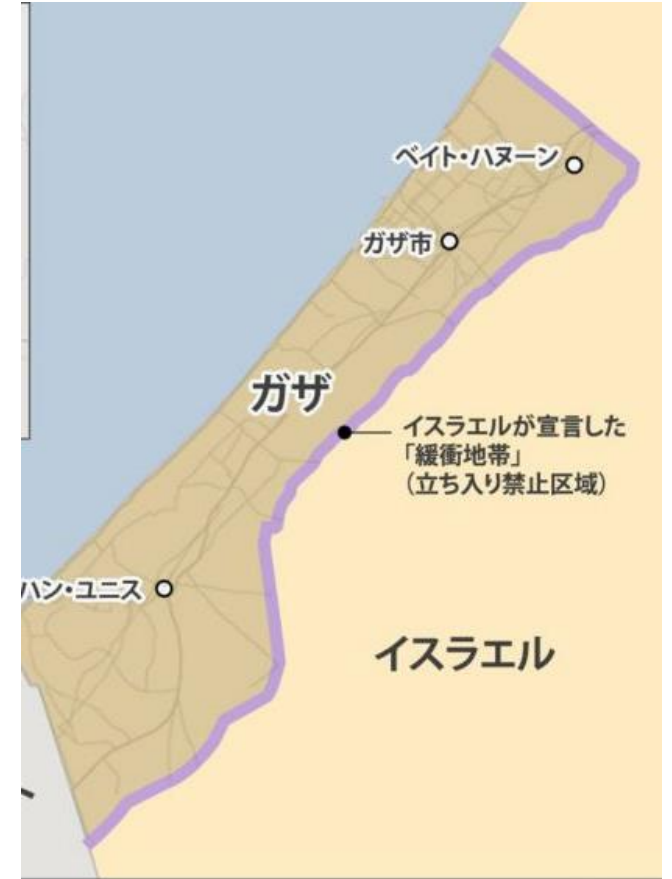 ベイト・ハヌーン
ガザ市
ガザ
イスラエルが宣言した
「緩衝地帯」
(立ち入り禁止区域)
ハン・ユニス
イスラエル
ト